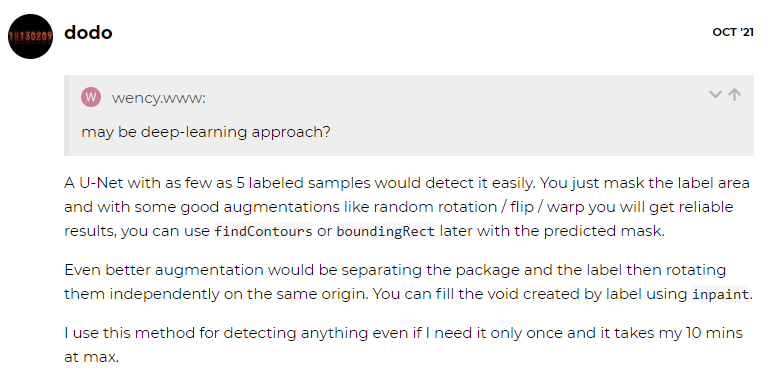 dodo
OCT '21
W wency.www:
may be deep-learning approach?
A U-Net with as few as 5 labeled samples would detect it easily. You just mask the label area
and with some good augmentations like random rotation / flip / warp you will get reliable
results, you can use findContours or boundingRect later with the predicted mask.
Even better augmentation would be separating the package and the label then rotating
them independently on the same origin. You can fill the void created by label using inpaint.
I use this method for detecting anything even if I need it only once and it takes my 10 mins
at max.